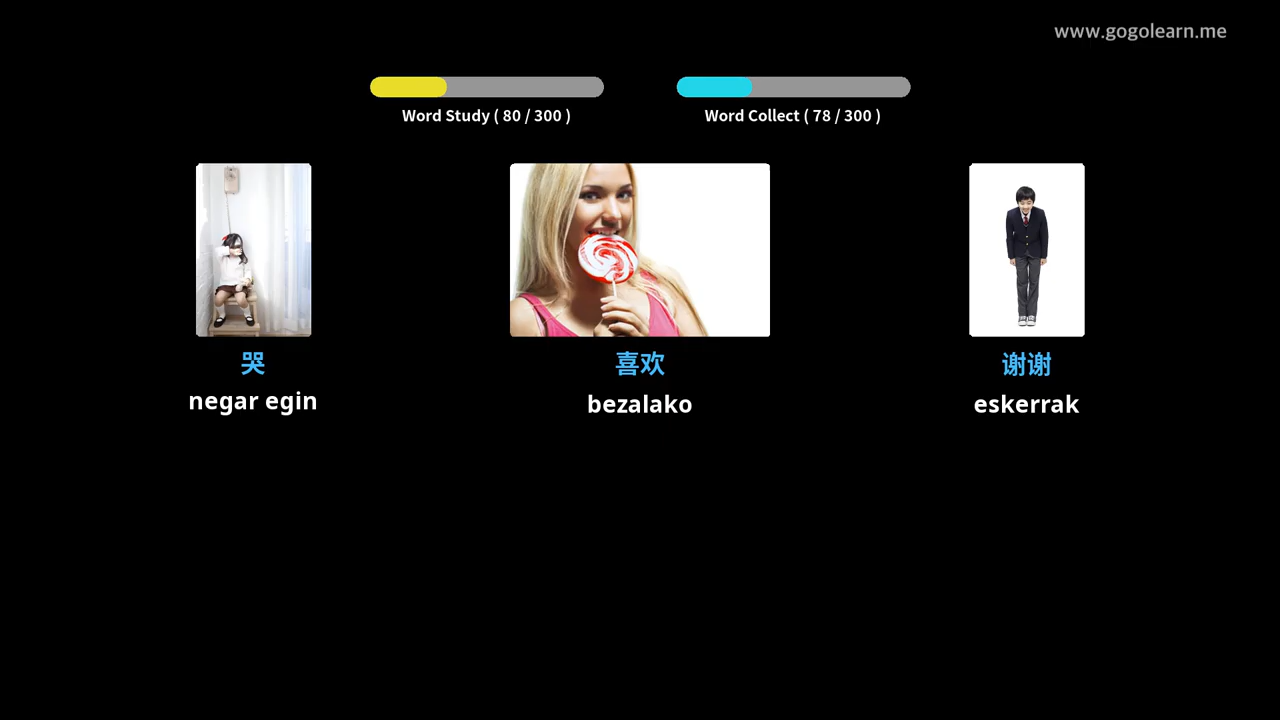 www.gogolearn.me
Word Study ( 80 / 300 )
Word Collect ( 78 / 300 )
哭
喜欢
谢谢
negar egin
bezalako
eskerrak